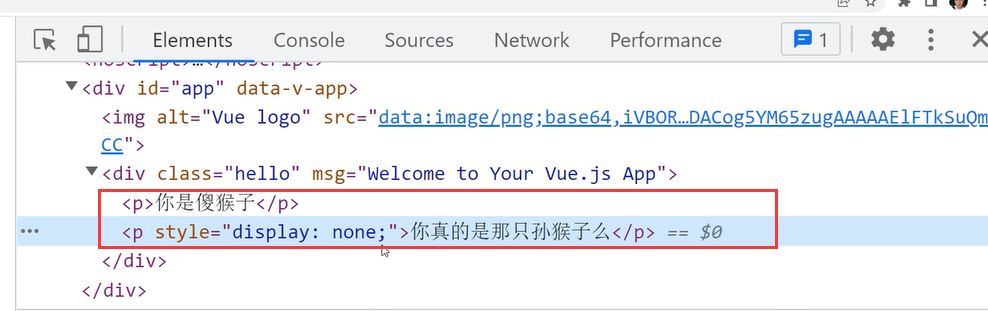 Elements Console Sources Network Performance 1
<noscript>…</noscript>
<div id="app" data-v-app>
<img alt="Vue logo" src="data:image/png;base64,iVBOR…DACog5YM65zugAAAAAElFTkSuQm
CC">
<div class="hello" msg="Welcome to Your Vue.js App">
<p>你是傻猴子</p>
<p style="display: none;">你真的是那只孙猴子么</p> == $0
</div>
</div>